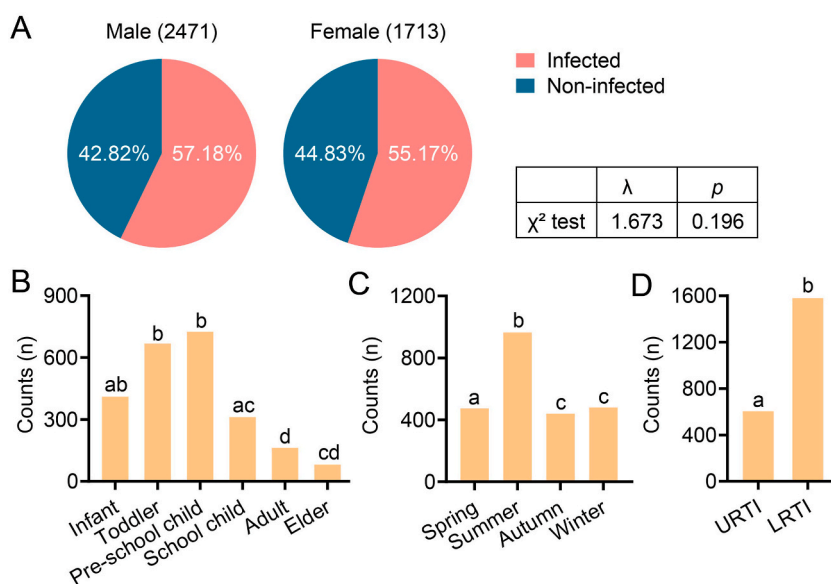 A
Male (2471)
Female (1713)
Infected
Non-infected
42.82%
57.18%
44.83%
55.17%
λ
p
χ² test
1.673
0.196
B
Counts (n)
900
600
300
0
ab
b
b
ac
d
cd
Infant
Toddler
Pre-school child
School child
Adult
Elder
C
Counts (n)
1200
800
400
0
a
b
c
c
Spring
Summer
Autumn
Winter
D
Counts (n)
1600
1200
800
400
0
a
b
URTI
LRTI